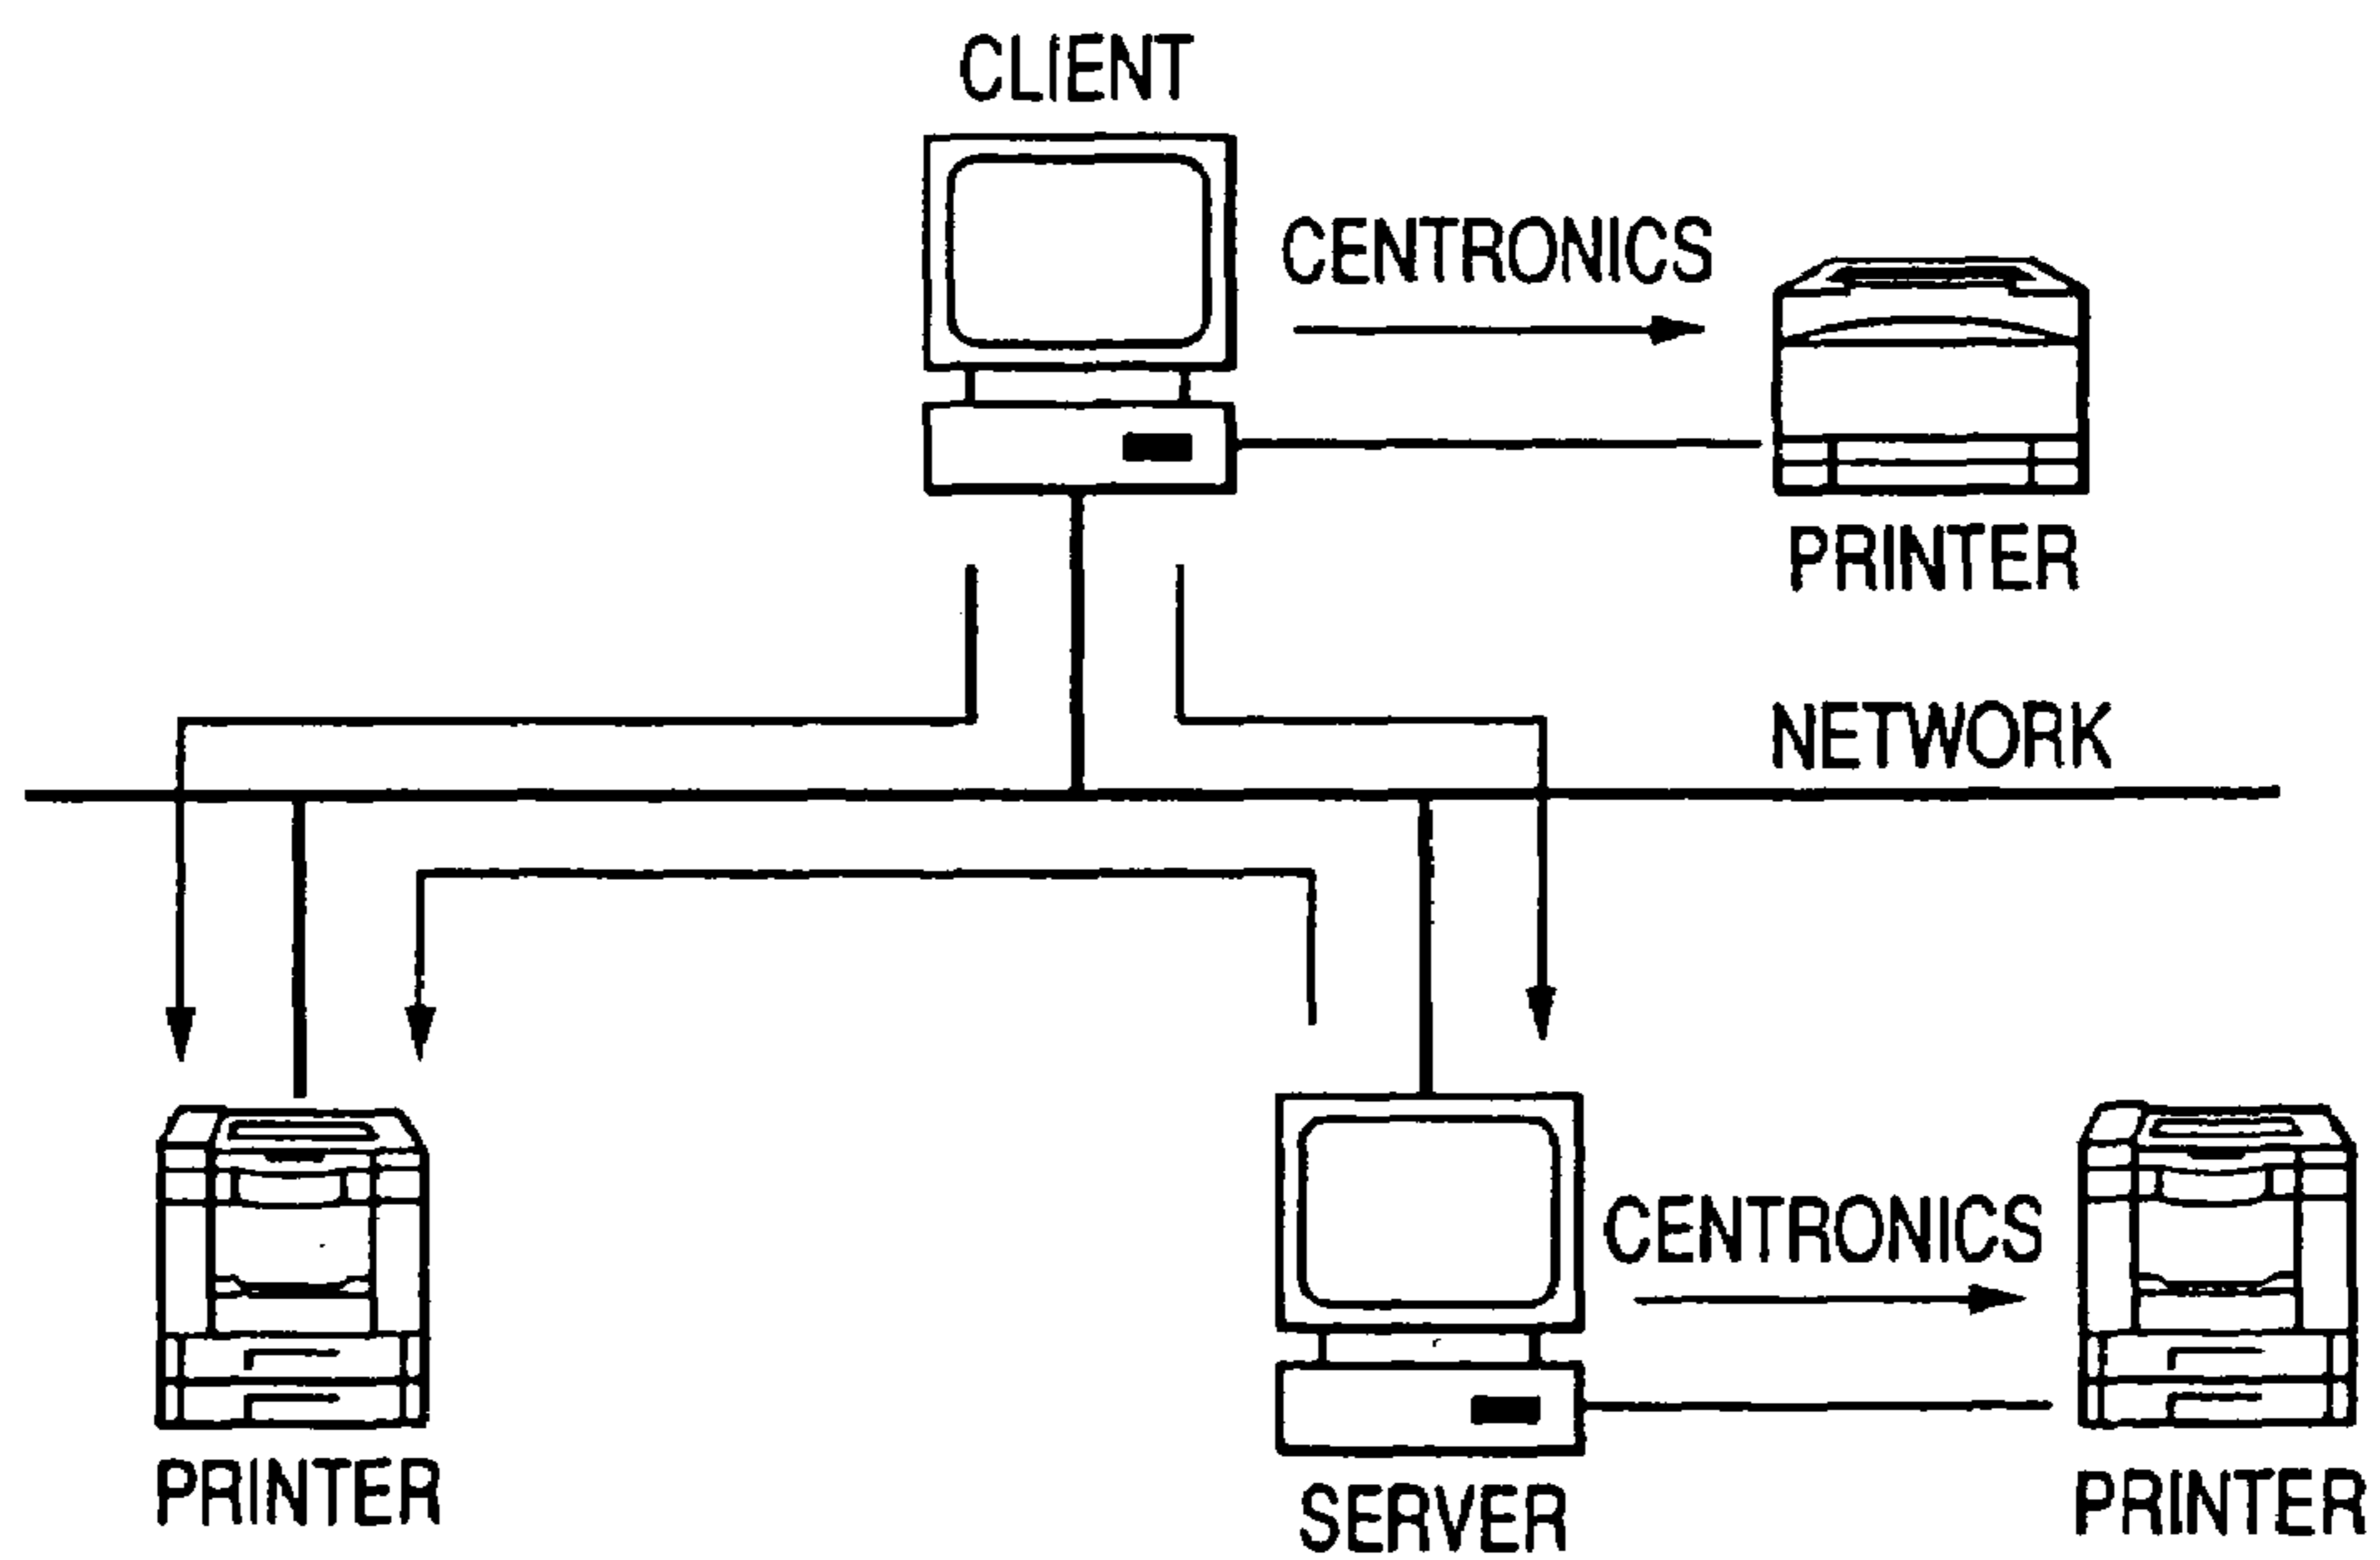 CLIENT
CENTRONICS
PRINTER
NETWORK
CENTRONICS
PRINTER
SERVER
PRINTER